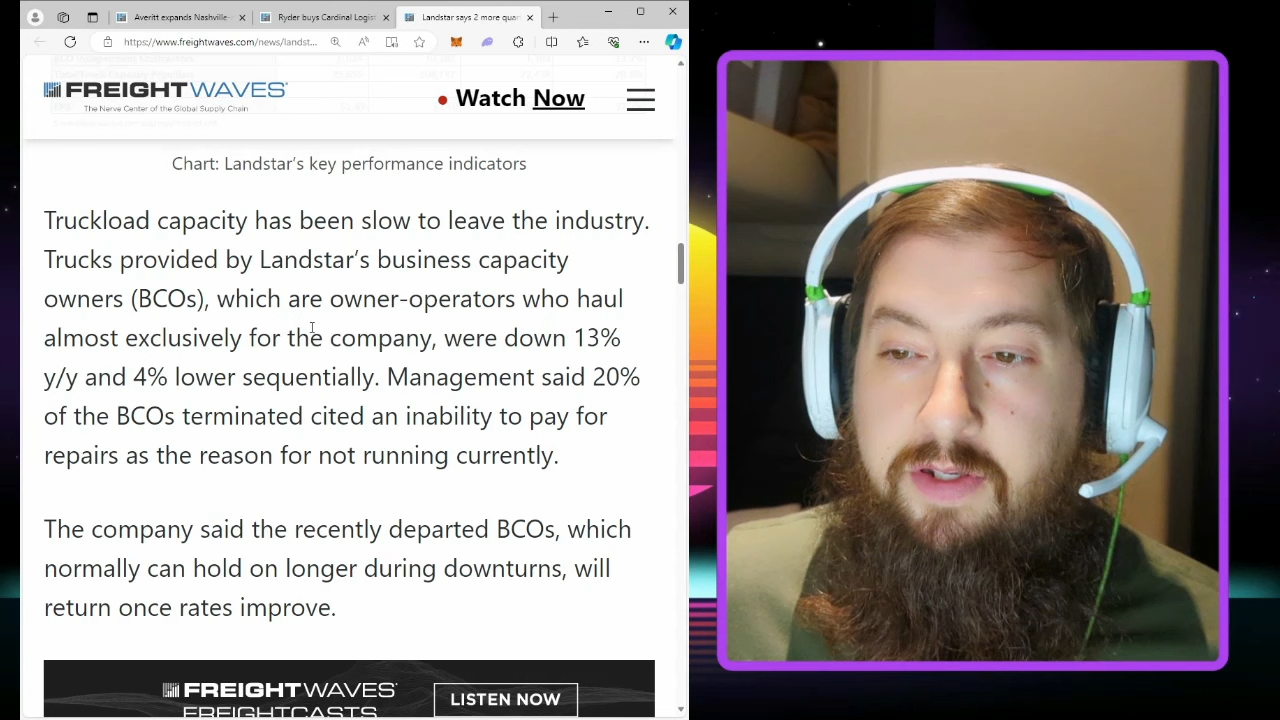 Averitt expands Nashville-
Ryder buys Cardinal Logist
Landstar says 2 more quar
https://www.freightwaves.com/news/landst...
FREIGHTWAVES
The Nerve Center of the Global Supply Chain
Watch Now
Chart: Landstar’s key performance indicators
Truckload capacity has been slow to leave the industry.
Trucks provided by Landstar’s business capacity
owners (BCOs), which are owner-operators who haul
almost exclusively for the company, were down 13%
y/y and 4% lower sequentially. Management said 20%
of the BCOs terminated cited an inability to pay for
repairs as the reason for not running currently.
The company said the recently departed BCOs, which
normally can hold on longer during downturns, will
return once rates improve.
FREIGHTWAVES
FREIGHTCASTS
LISTEN NOW